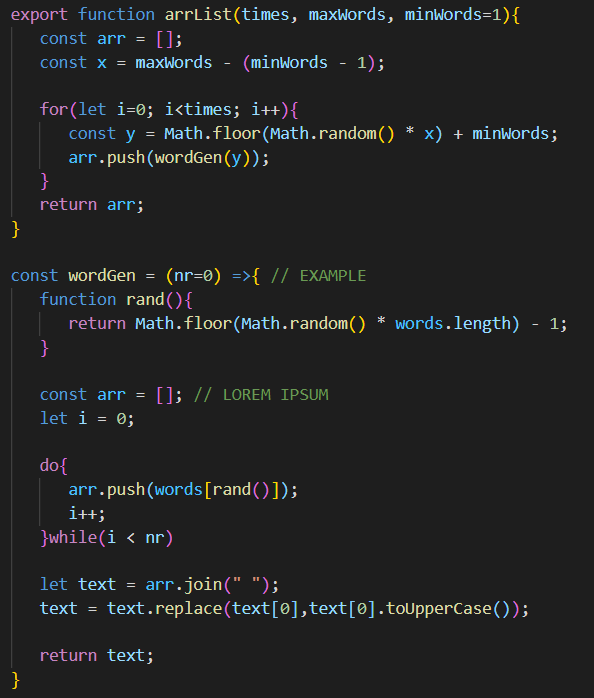 export function arrList(times, maxWords, minWords=1){
const arr = [];
const x = maxWords - (minWords - 1);
for(let i=0; i<times; i++){
const y = Math.floor(Math.random() * x) + minWords;
arr.push(wordGen(y));
}
return arr;
}
const wordGen = (nr=0) =>{ // EXAMPLE
function rand(){
return Math.floor(Math.random() * words.length) - 1;
}
const arr = []; // LOREM IPSUM
let i = 0;
do{
arr.push(words[rand()]);
i++;
}while(i < nr)
let text = arr.join(" ");
text = text.replace(text[0],text[0].toUpperCase());
return text;
}